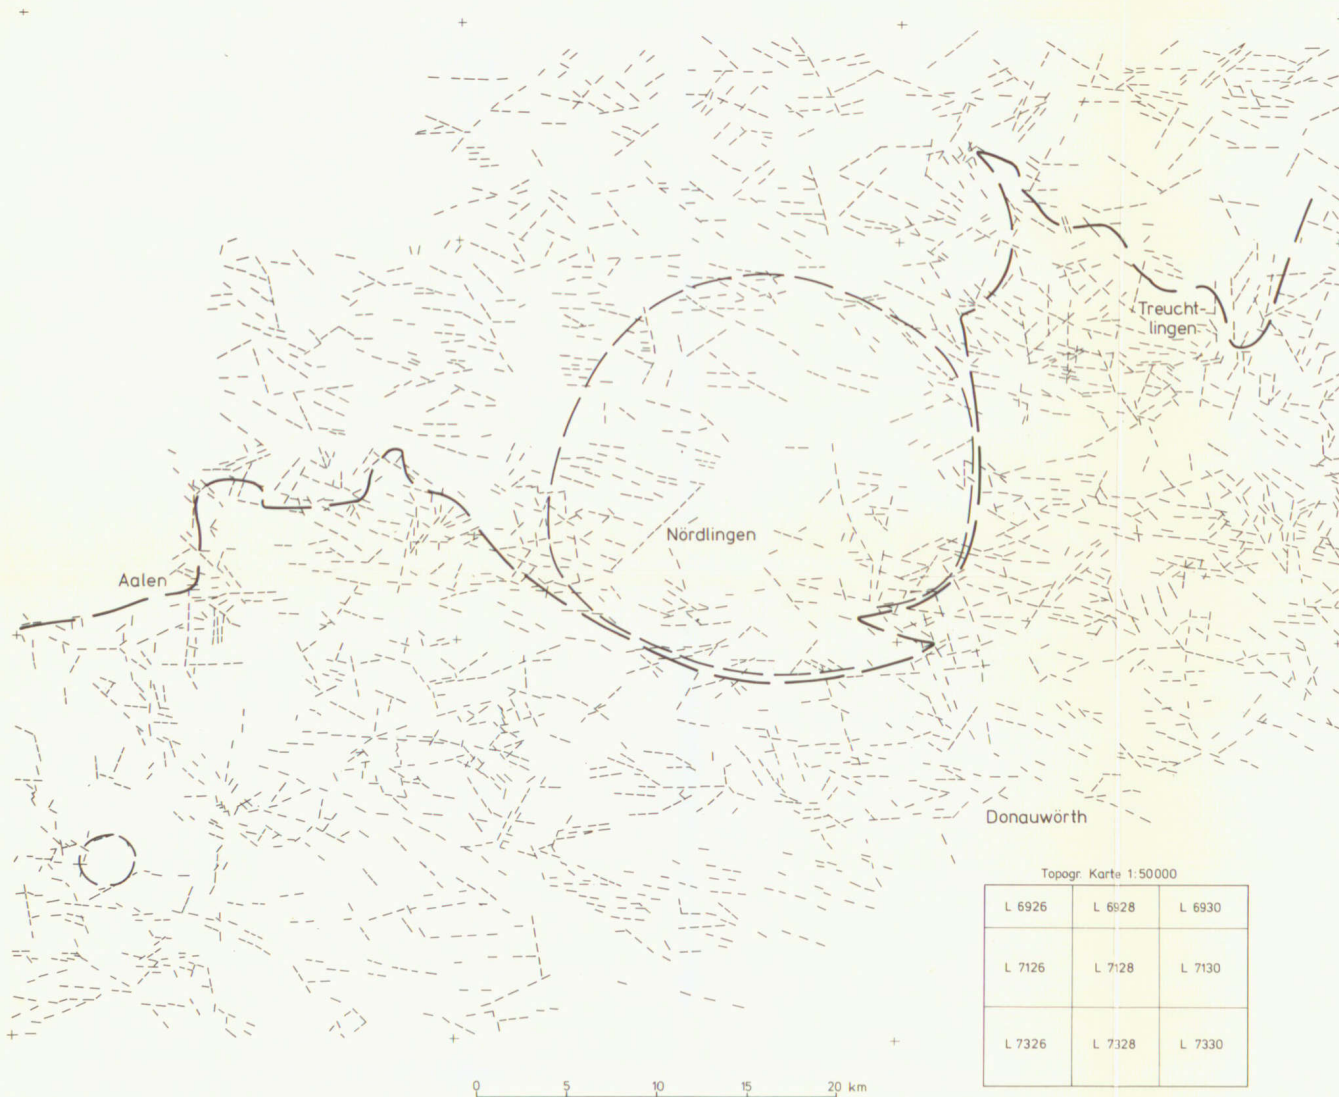 Treucht-
lingen
Nördlingen
Aalen
Donauwörth
Topogr. Karte 1:50000
L 6926 L 6928 L 6930
L 7126 L 7128 L 7130
L 7326 L 7328 L 7330
0 5 10 15 20 km